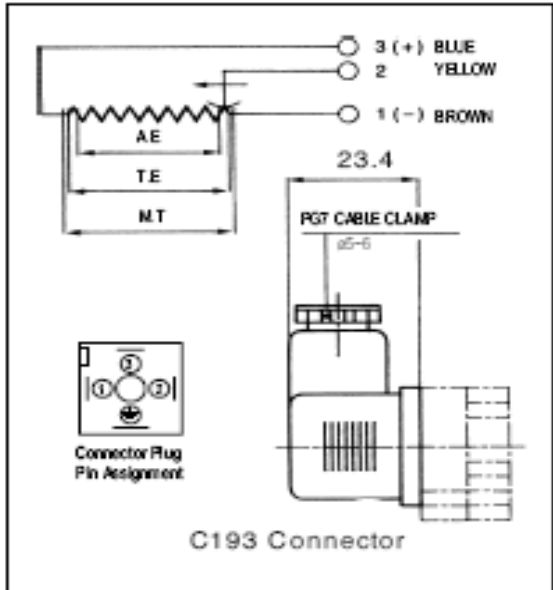 3 (+) BLUE
2 YELLOW
1 (-) BROWN
A.E
T.E
M.T
23.4
PG7 CABLE CLAMP
ø5-6
3
1 2
Connector Plug
Pin Assignment
C193 Connector